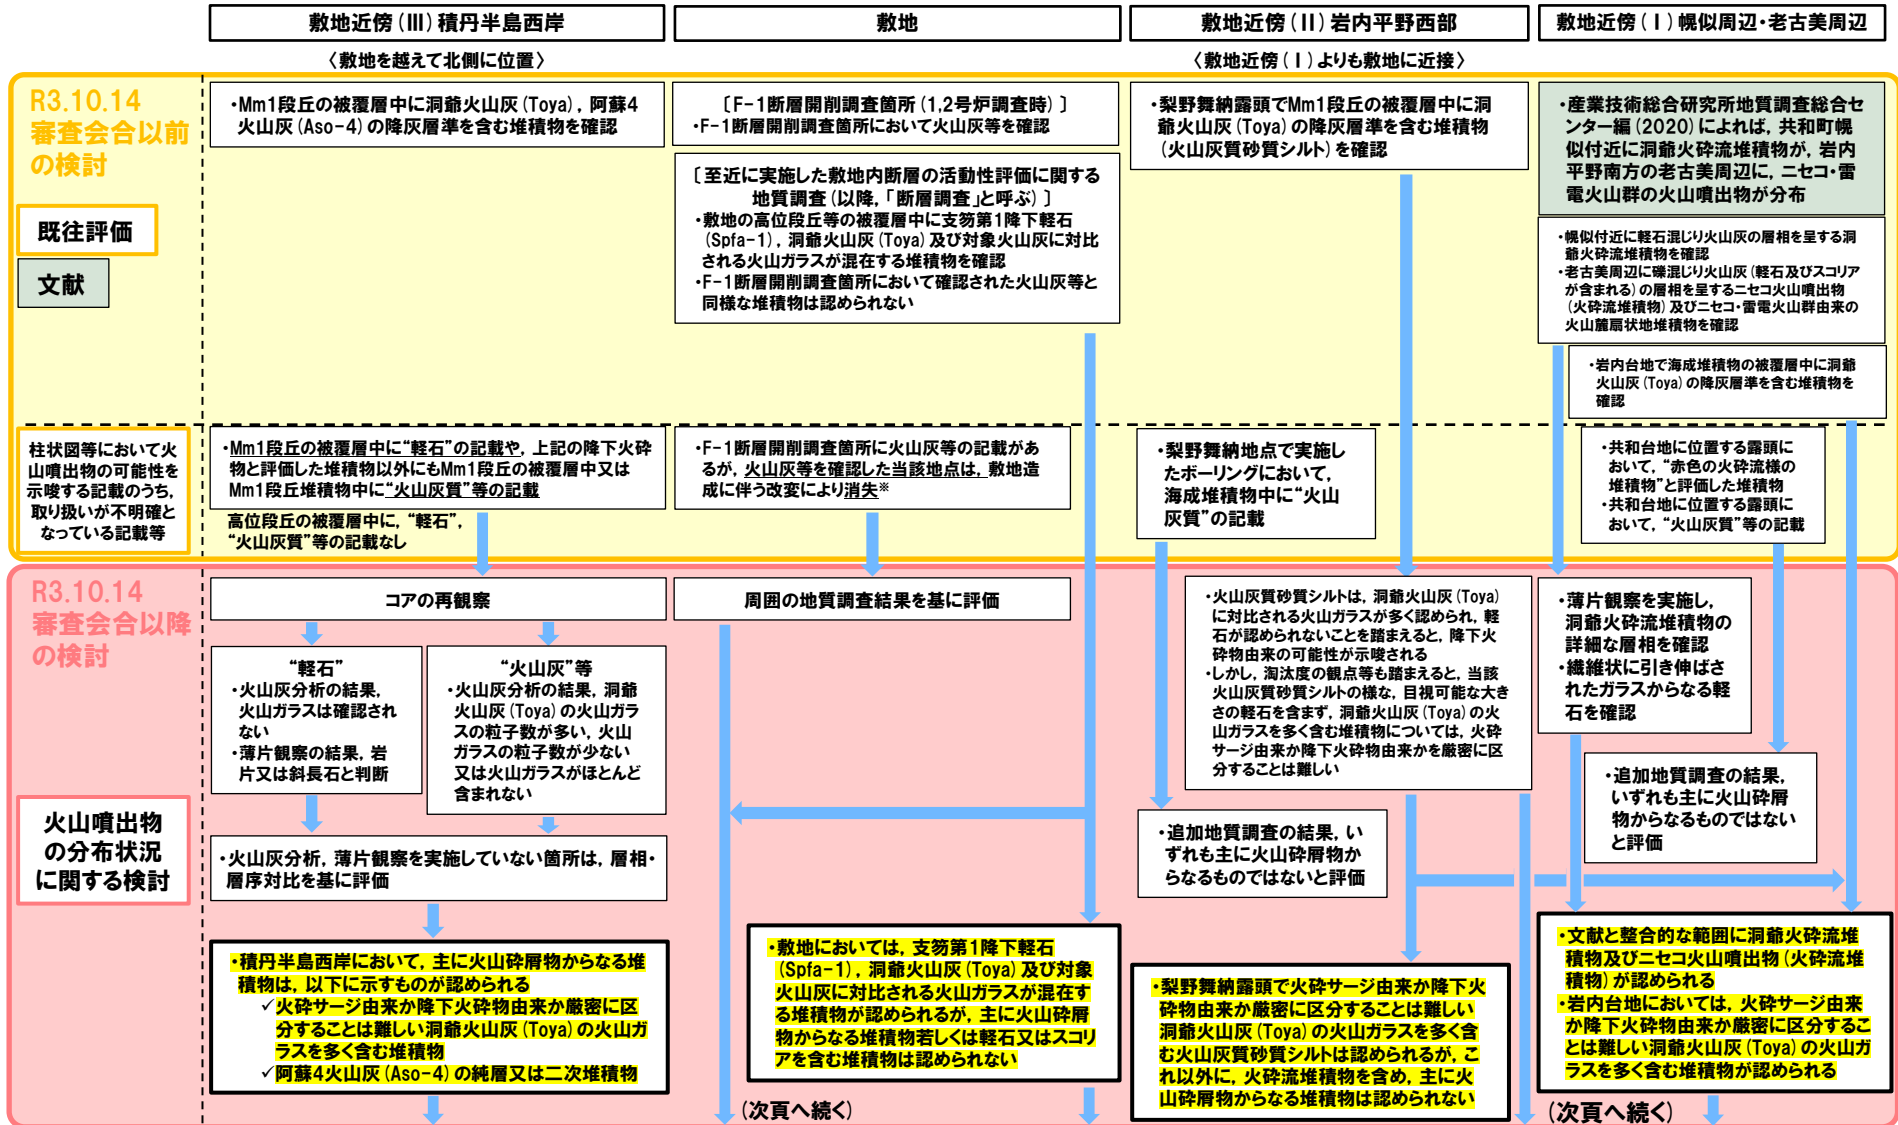 敷地近傍(Ⅲ)積丹半島西岸
敷地
敷地近傍(Ⅱ)岩内平野西部
敷地近傍(Ⅰ)幌似周辺・老古美周辺
〈敷地を越えて北側に位置〉
〈敷地近傍(Ⅰ)よりも敷地に近接〉
R3.10.14
審査会合以前
の検討
既往評価
文献
・Mm1段丘の被覆層中に洞爺火山灰(Toya)，阿蘇4
火山灰(Aso-4)の降灰層準を含む堆積物を確認
［F-1断層開削調査箇所(1,2号炉調査時)］
・F-1断層開削調査箇所において火山灰等を確認
［至近に実施した敷地内断層の活動性評価に関する
地質調査(以降，「断層調査」と呼ぶ)］
・敷地の高位段丘等の被覆層中に支笏第1降下軽石
(Spfa-1)，洞爺火山灰(Toya)及び対象火山灰に対比
される火山ガラスが混在する堆積物を確認
・F-1断層開削調査箇所において確認された火山灰等と
同様な堆積物は認められない
・梨野舞納露頭でMm1段丘の被覆層中に洞
爺火山灰(Toya)の降灰層準を含む堆積物
(火山灰質砂質シルト)を確認
・産業技術総合研究所地質調査総合セ
ンター編(2020)によれば，共和町幌
似付近に洞爺火砕流堆積物が，岩内
平野南方の老古美周辺に，ニセコ・雷
電火山群の火山噴出物が分布
・幌似付近に軽石混じり火山灰の層相を呈する洞
爺火砕流堆積物を確認
・老古美周辺に礫混じり火山灰(軽石及びスコリア
が含まれる)の層相を呈するニセコ火山噴出物
(火砕流堆積物)及びニセコ・雷電火山群由来の
火山麓扇状地堆積物を確認
・岩内台地で海成堆積物の被覆層中に洞爺
火山灰(Toya)の降灰層準を含む堆積物を
確認
柱状図等において火
山噴出物の可能性を
示唆する記載のうち，
取り扱いが不明確と
なっている記載等
・Mm1段丘の被覆層中に“軽石”の記載や，上記の降下火砕
物と評価した堆積物以外にもMm1段丘の被覆層中又は
Mm1段丘堆積物中に“火山灰質”等の記載
高位段丘の被覆層中に，“軽石”，
“火山灰質”等の記載なし
・F-1断層開削調査箇所に火山灰等の記載があ
るが，火山灰等を確認した当該地点は，敷地造
成に伴う改変により消失※
・梨野舞納地点で実施し
たボーリングにおいて，
海成堆積物中に“火山
灰質”の記載
・共和台地に位置する露頭に
おいて，“赤色の火砕流様の
堆積物”と評価した堆積物
・共和台地に位置する露頭に
おいて，“火山灰質”等の記載
R3.10.14
審査会合以降
の検討
火山噴出物
の分布状況
に関する検討
コアの再観察
周囲の地質調査結果を基に評価
“軽石”
・火山灰分析の結果，
火山ガラスは確認され
ない
・薄片観察の結果，岩
片又は斜長石と判断
“火山灰”等
・火山灰分析の結果，洞爺
火山灰(Toya)の火山ガラ
スの粒子数が多い，火山
ガラスの粒子数が少ない
又は火山ガラスがほとんど
含まれない
・火山灰分析，薄片観察を実施していない箇所は，層相・
層序対比を基に評価
・火山灰質砂質シルトは，洞爺火山灰(Toya)
に対比される火山ガラスが多く認められ，軽
石が認められないことを踏まえると，降下火
砕物由来の可能性が示唆される
・しかし，淘汰度の観点等も踏まえると，当該
火山灰質砂質シルトの様な，目視可能な大き
さの軽石を含まず，洞爺火山灰(Toya)の火
山ガラスを多く含む堆積物については，火砕
サージ由来か降下火砕物由来かを厳密に区
分することは難しい
・追加地質調査の結果，い
ずれも主に火山砕屑物か
らなるものではないと評価
・薄片観察を実施し，
洞爺火砕流堆積物の
詳細な層相を確認
・繊維状に引き伸ばさ
れたガラスからなる軽
石を確認
・追加地質調査の結果，
いずれも主に火山砕屑
物からなるものではない
と評価
・積丹半島西岸において，主に火山砕屑物からなる堆
積物は，以下に示すものが認められる
✓火砕サージ由来か降下火砕物由来か厳密に区
分することは難しい洞爺火山灰(Toya)の火山ガ
ラスを多く含む堆積物
✓阿蘇4火山灰(Aso-4)の純層又は二次堆積物
・敷地においては，支笏第1降下軽石
(Spfa-1)，洞爺火山灰(Toya)及び対象
火山灰に対比される火山ガラスが混在す
る堆積物が認められるが，主に火山砕屑
物からなる堆積物若しくは軽石又はスコリ
アを含む堆積物は認められない
・梨野舞納露頭で火砕サージ由来か降下火
砕物由来か厳密に区分することは難しい
洞爺火山灰(Toya)の火山ガラスを多く含
む火山灰質砂質シルトは認められるが，こ
れ以外に，火砕流堆積物を含め，主に火
山砕屑物からなる堆積物は認められない
・文献と整合的な範囲に洞爺火砕流堆
積物及びニセコ火山噴出物(火砕流堆
積物)が認められる
・岩内台地においては，火砕サージ由来
か降下火砕物由来か厳密に区分するこ
とは難しい洞爺火山灰(Toya)の火山ガ
ラスを多く含む堆積物が認められる
(次頁へ続く)
(次頁へ続く)